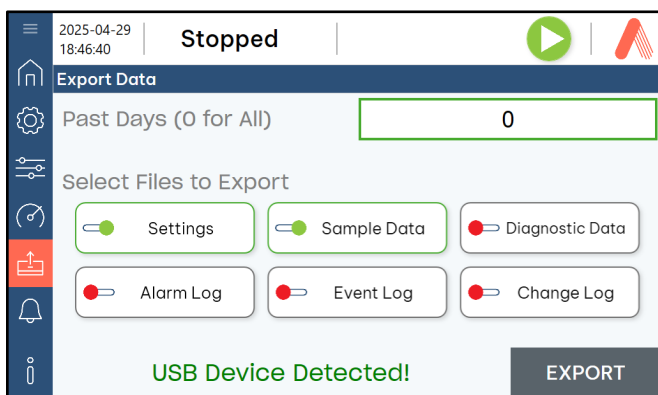 2025-04-29
18:46:40
Stopped
Export Data
Past Days (0 for All)
0
Select Files to Export
Settings
Sample Data
Diagnostic Data
Alarm Log
Event Log
Change Log
USB Device Detected!
EXPORT